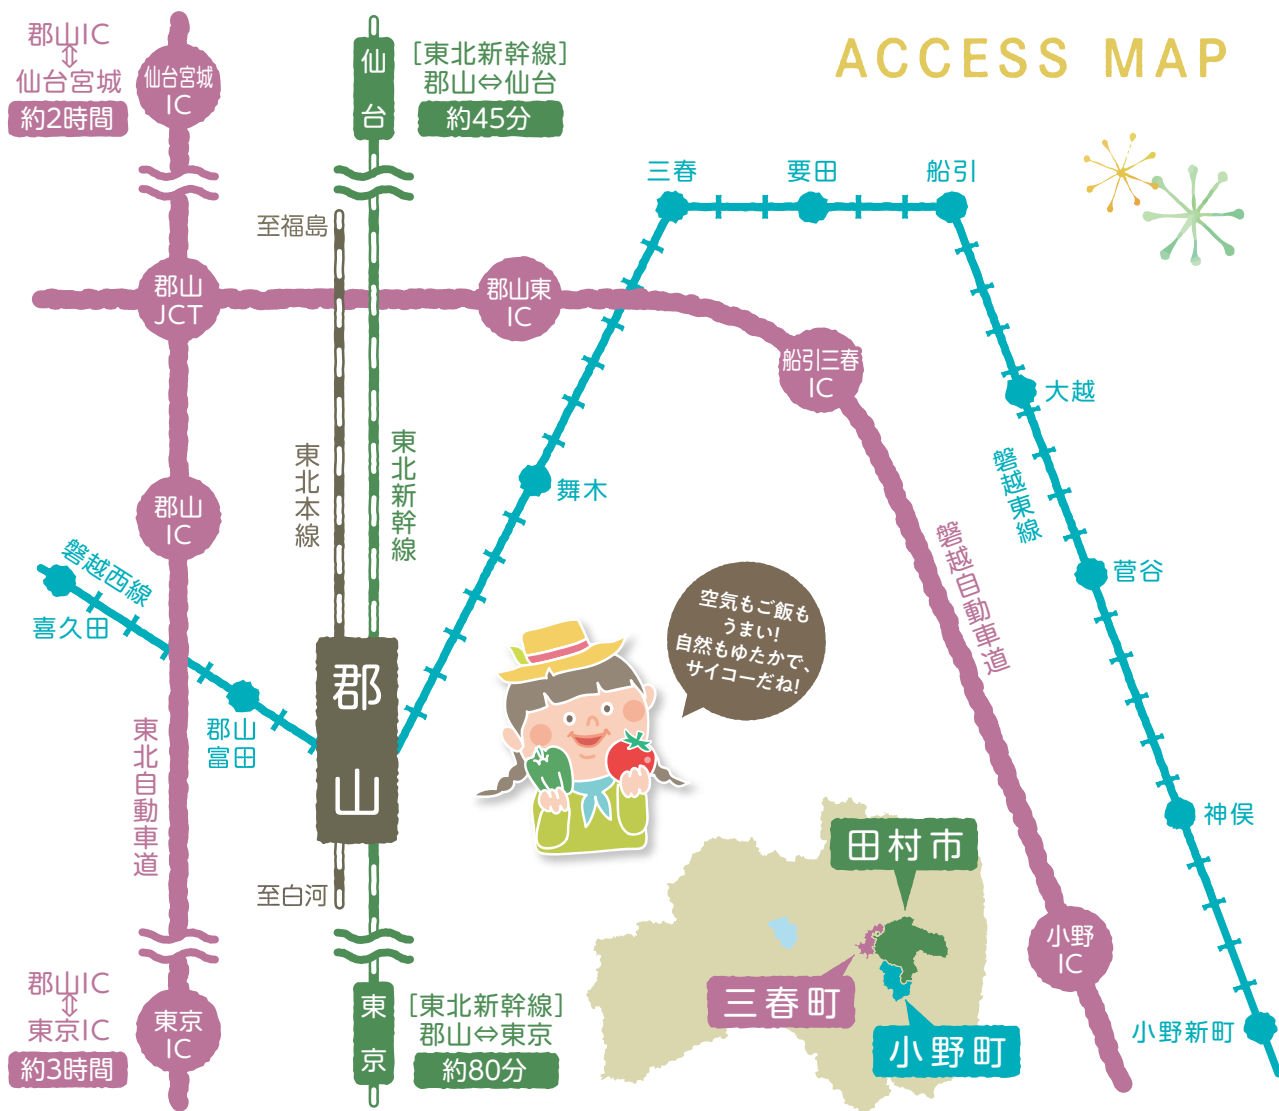 ACCESS MAP
郡山IC
⇕
仙台宮城
約2時間
仙台宮城
IC
仙台
[東北新幹線]
郡山⇔仙台
約45分
三春
要田
船引
至福島
郡山
JCT
郡山東
IC
船引三春
IC
大越
東北本線
東北新幹線
舞木
磐越東線
郡山
IC
磐越自動車道
磐越西線
喜久田
菅谷
空気もご飯も
うまい!
自然もゆたかで、
サイコーだね!
郡山
郡山
富田
東北自動車道
神俣
田村市
至白河
小野
IC
三春町
小野町
小野新町
郡山IC
⇕
東京IC
約3時間
東京
IC
東京
[東北新幹線]
郡山⇔東京
約80分